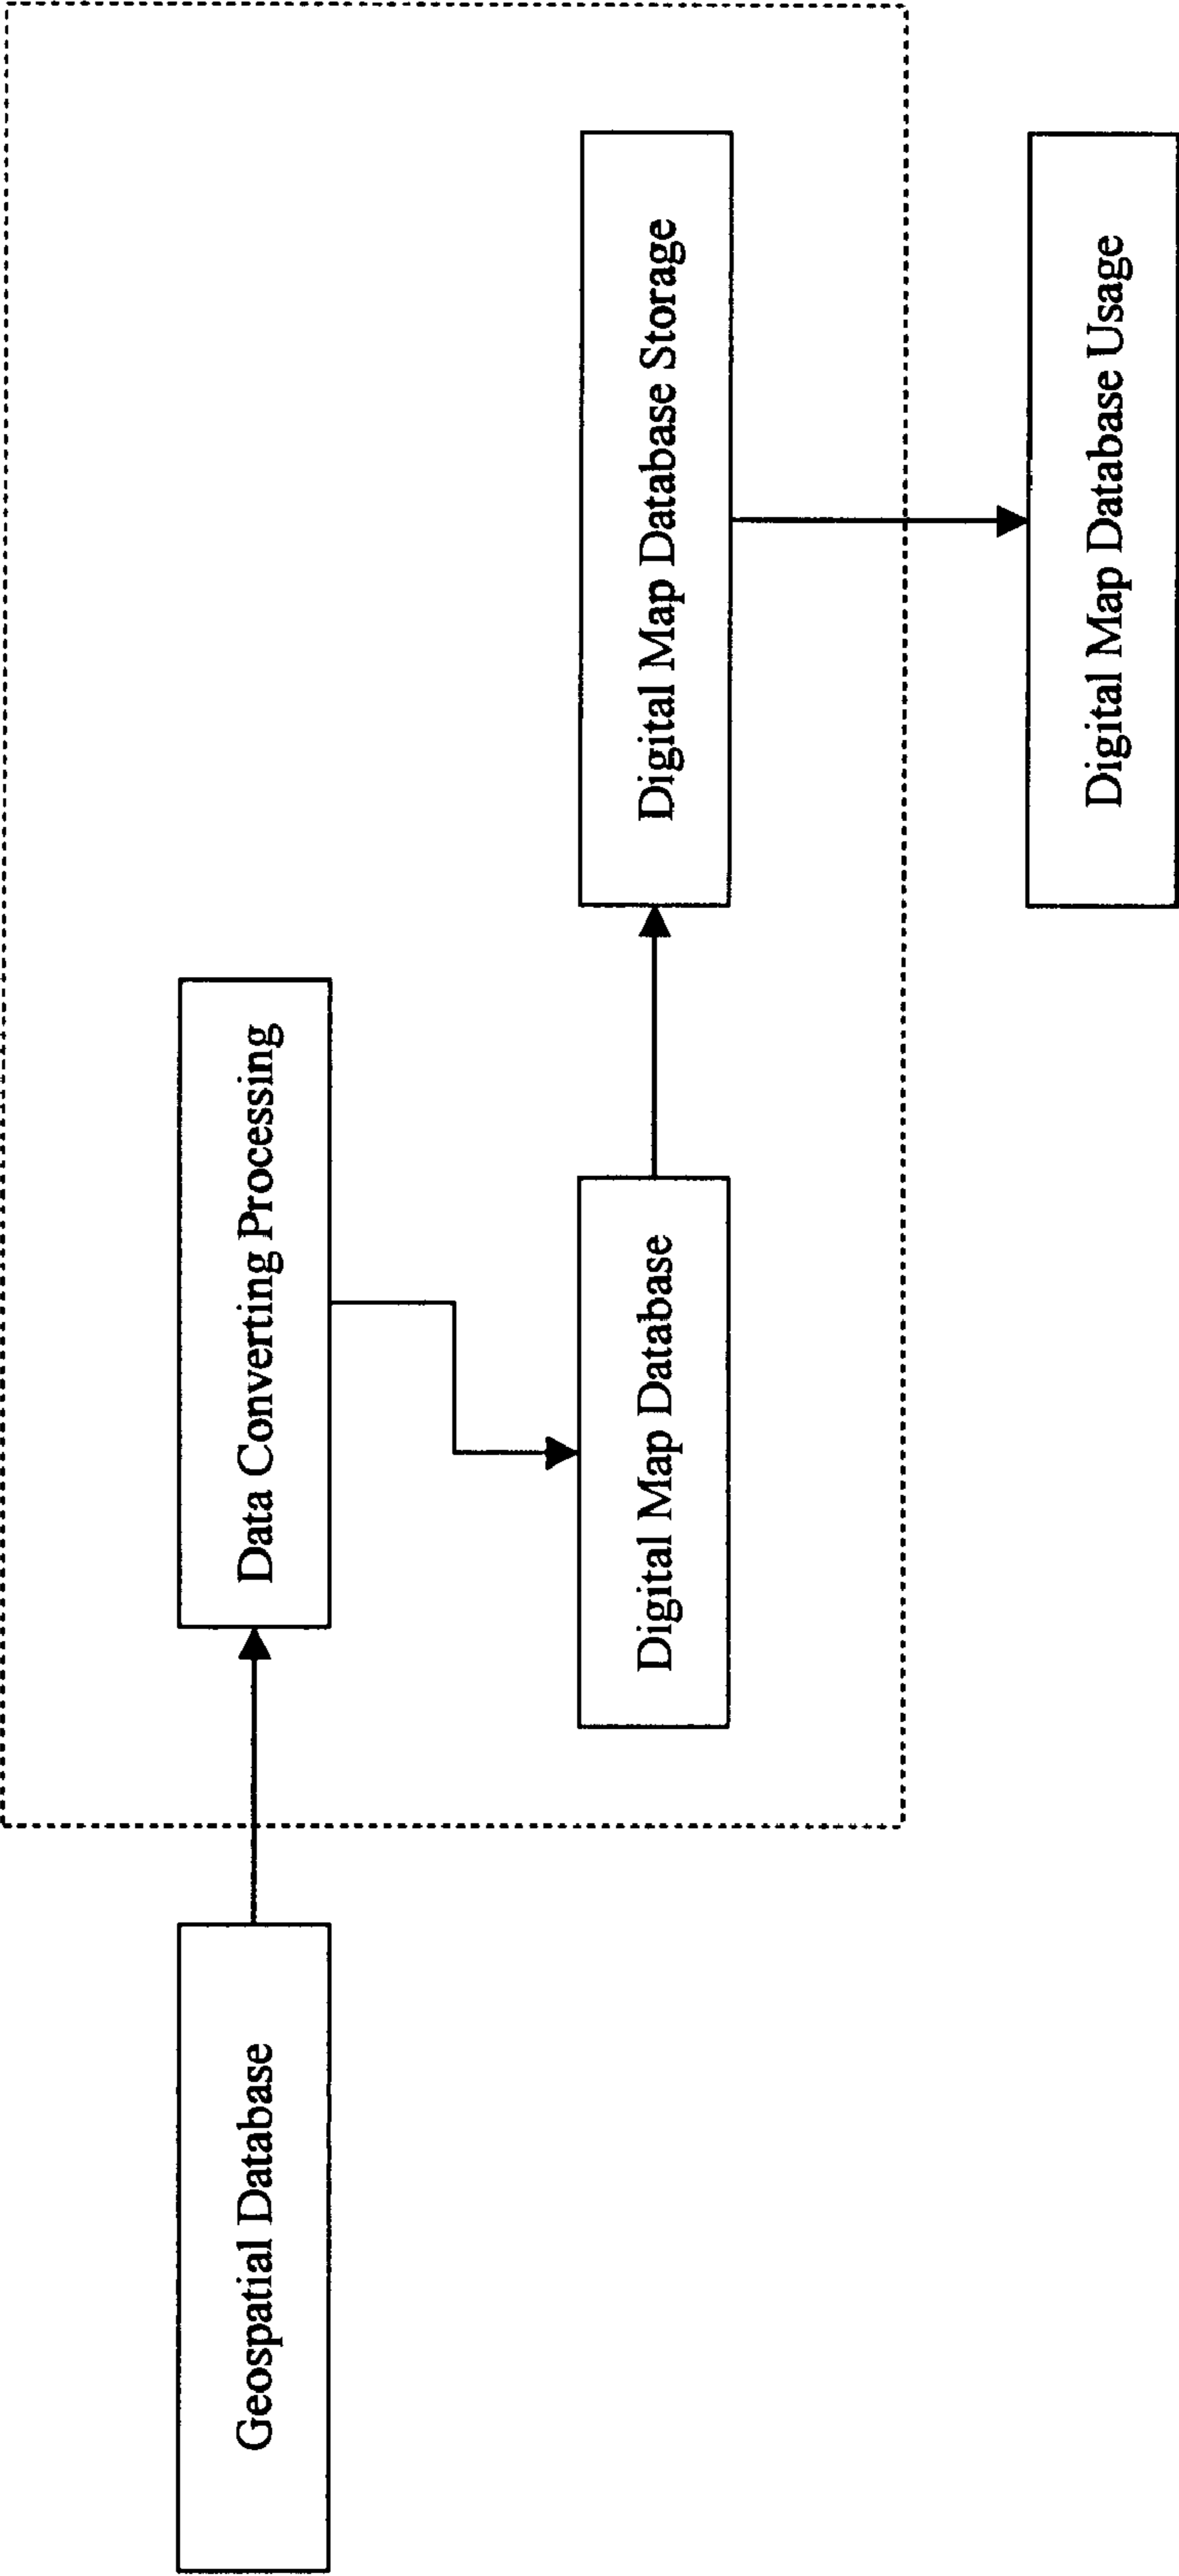 Geospatial Database
Data Converting Processing
Digital Map Database
Digital Map Database Storage
Digital Map Database Usage